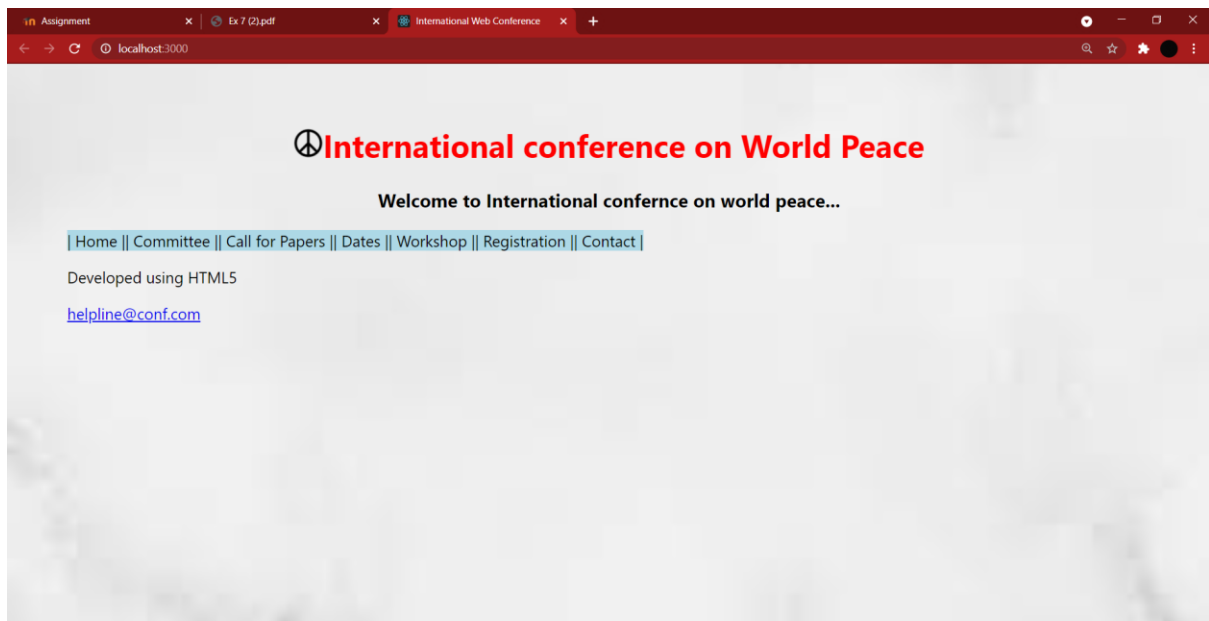 Assignment
Ex 7 (2).pdf
International Web Conference
localhost:3000
☮International conference on World Peace
Welcome to International confernce on world peace...
| Home || Committee || Call for Papers || Dates || Workshop || Registration || Contact |
Developed using HTML5
helpline@conf.com